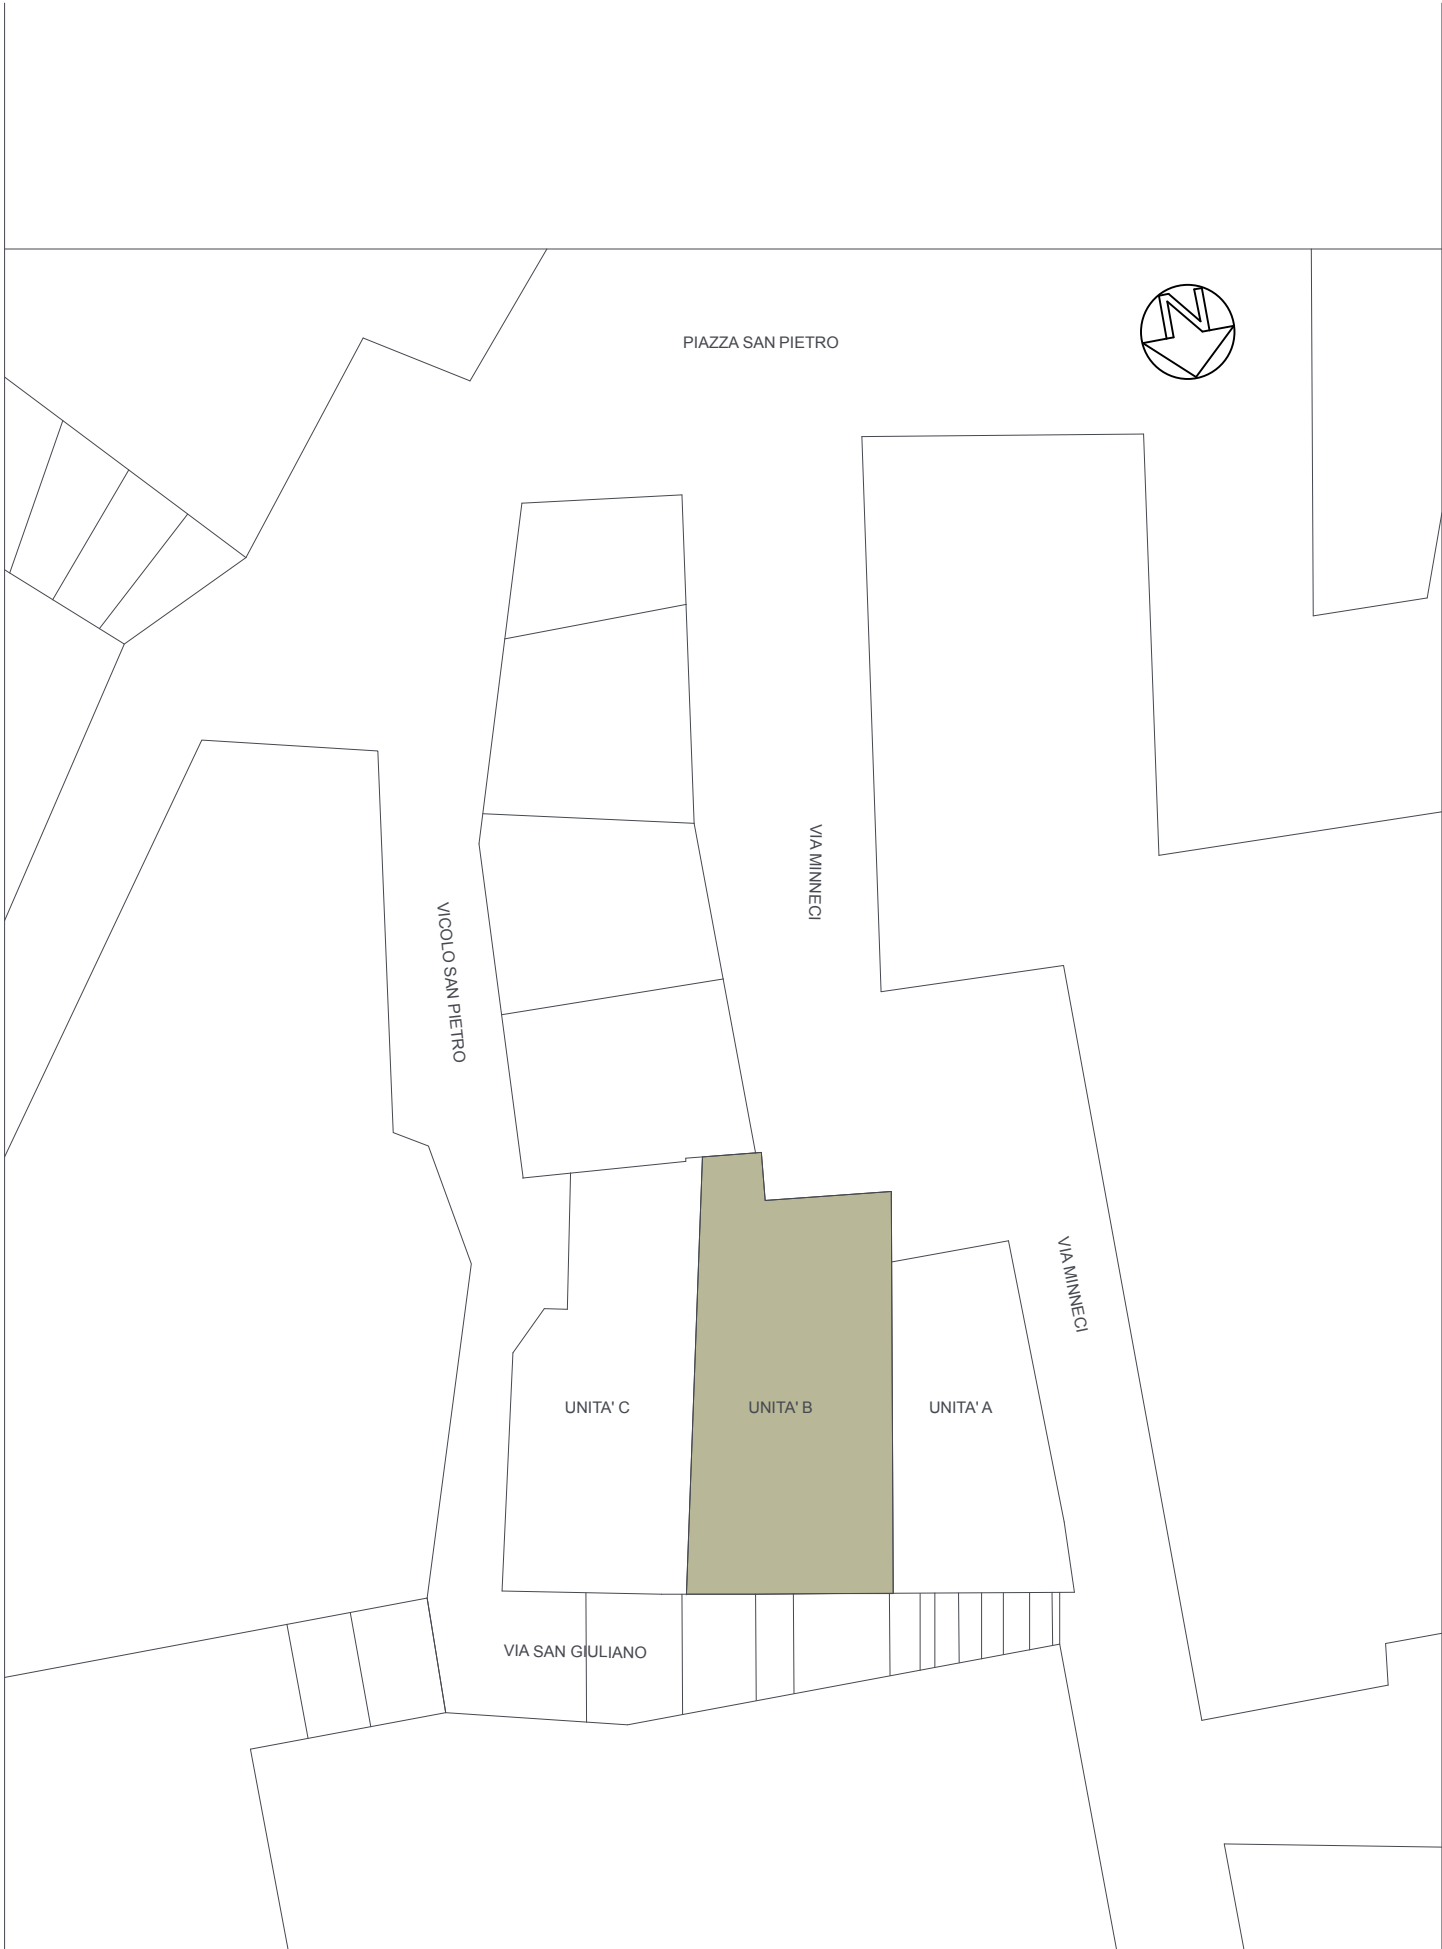 N
PIAZZA SAN PIETRO
VIA MINNECI
VICOLO SAN PIETRO
VIA MINNECI
UNITA' C
UNITA' B
UNITA' A
VIA SAN GIULIANO